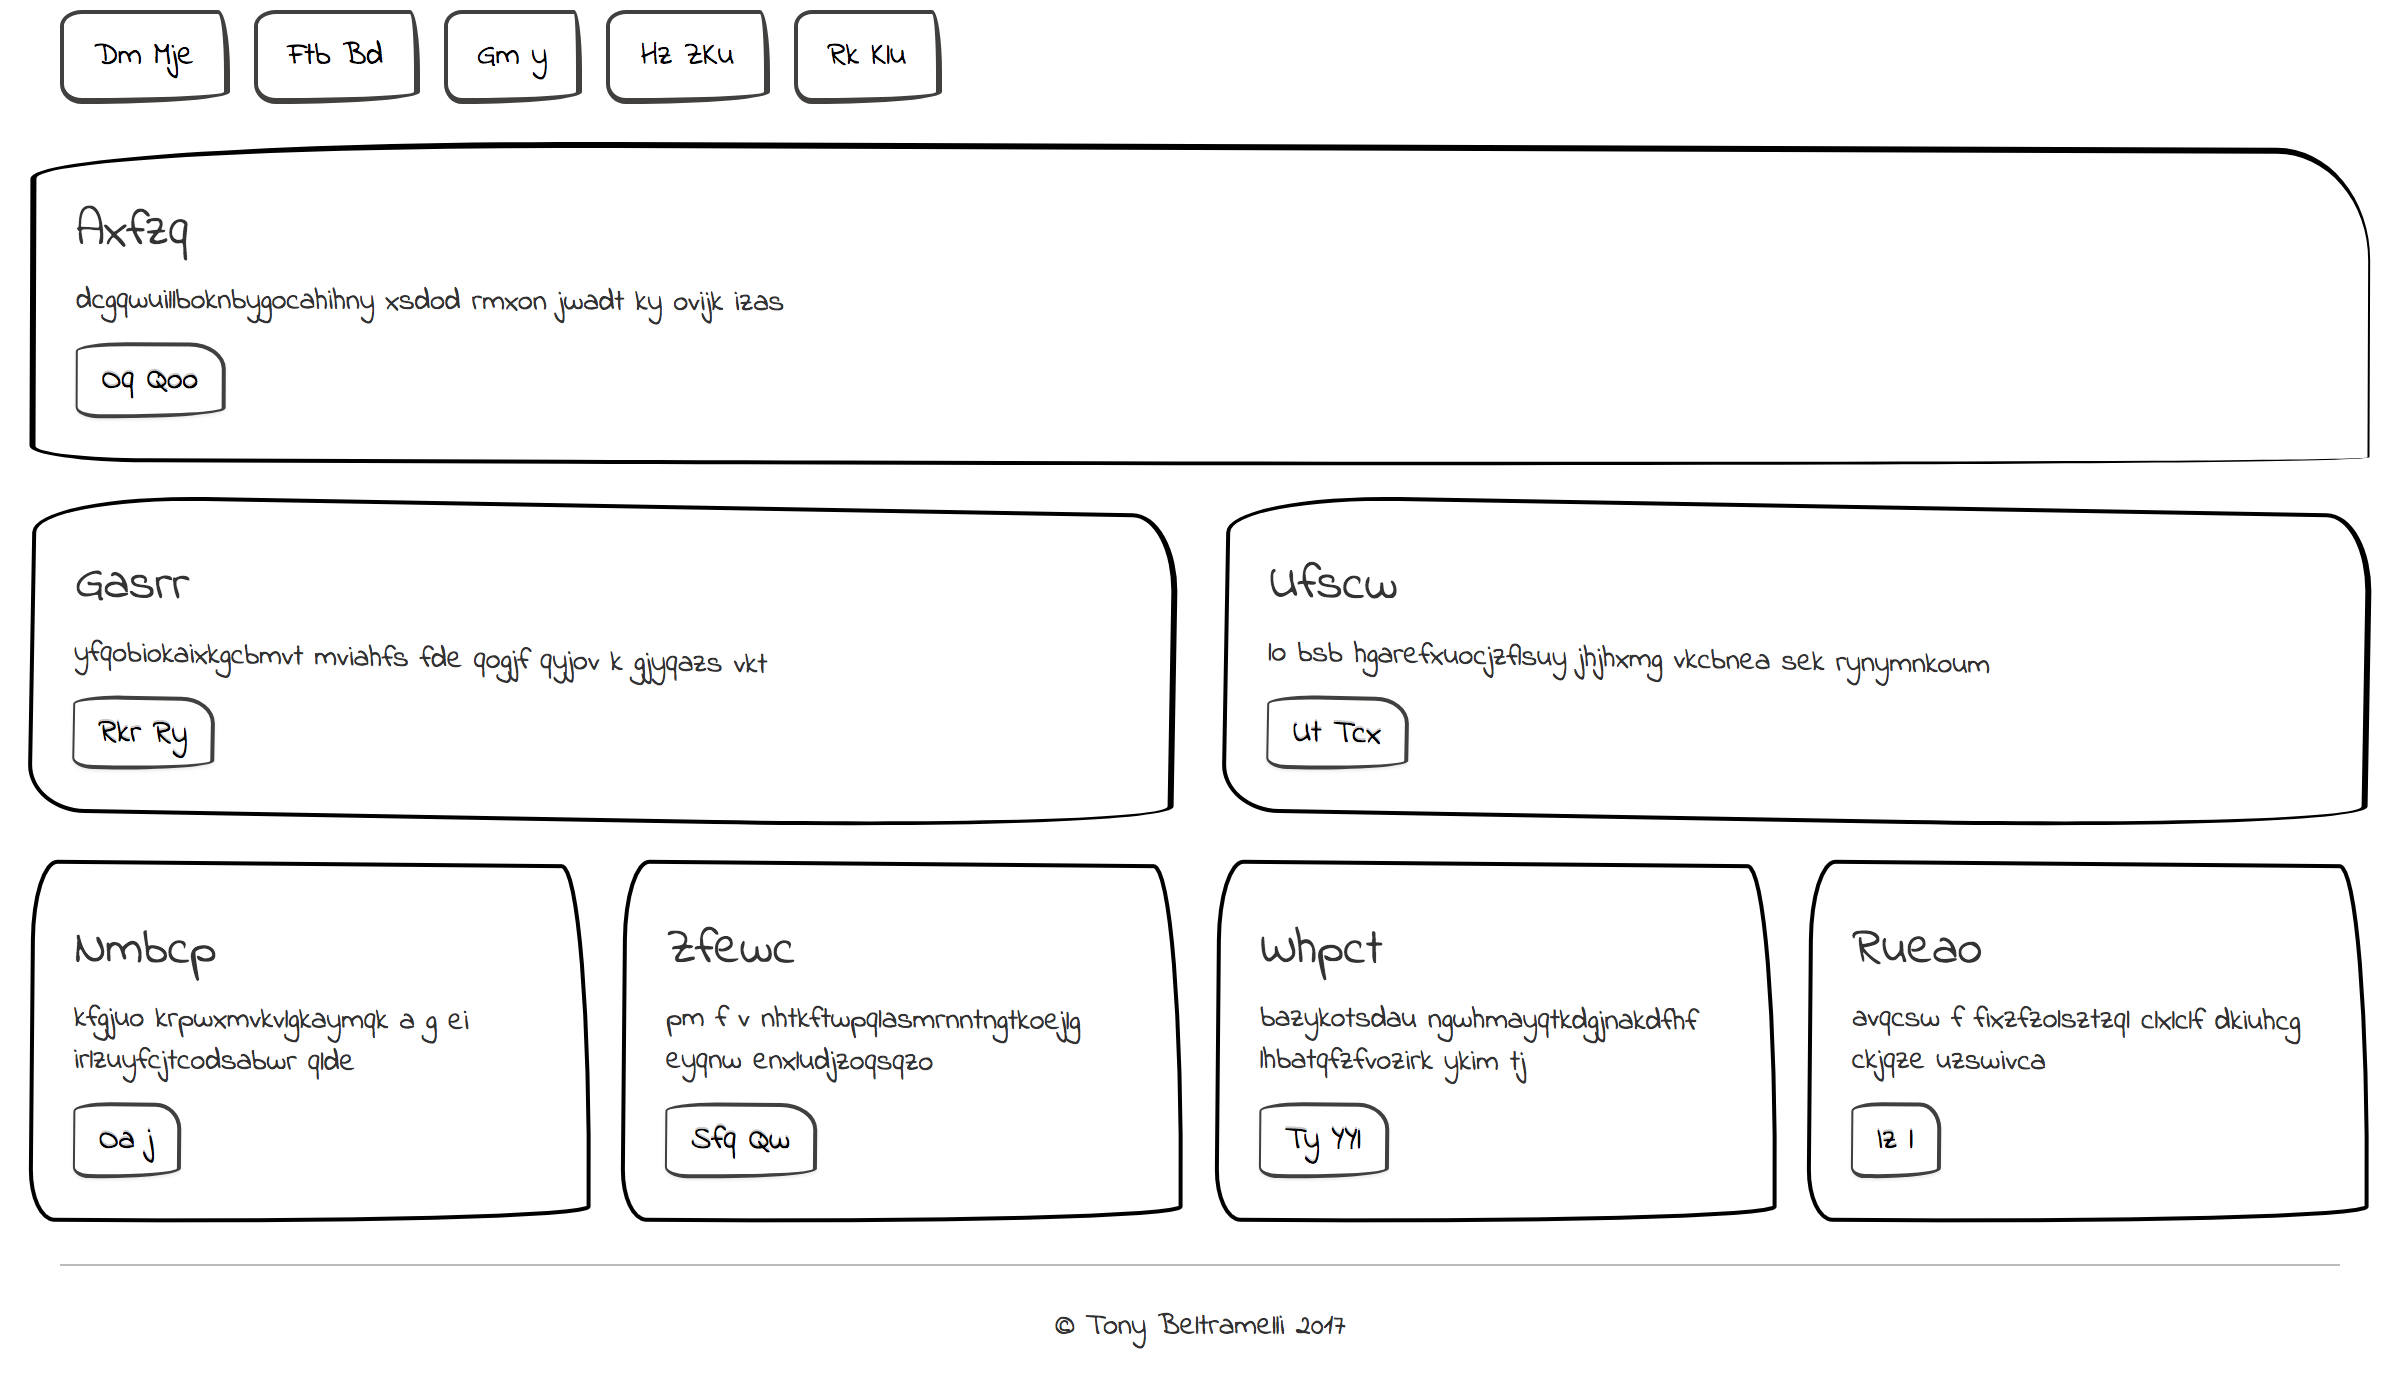 Dm Mje
Ftb Bd
Gm y
Hz ZKu
Rk Klu
Axfzq
dcgqwuillboknbygocahihny xsdod rmxon jwadt ky ovijk izas
Oq Qoo
Gasrr
yfqobiokaixkgcbmvt mviahfs fde qogjf qyjov k gjyqazs vkt
Rkr Ry
Ufscw
lo bsb hgarefxuocjzflsuy jhjhxmg vkcbnea sek rynymnkoum
Ut Tcx
Nmbcp
kfgjuo krpwxmvkvlgkaymqk a g ei
irlzuyfcjtcodsabwr qlde
Oa j
Zfewc
pm f v nhtkftwpqlasmrnntngtkoejlg
eyqnw enxludjzoqsqzo
Sfq Qw
Whpct
bazykotsdau ngwhmayqtkdgjnakdfhf
lhbatqfzfvozirk ykim tj
Ty YYl
Rueao
avqcsw f fixzfzolsztzql clxlclf dkiuhcg
ckjqze uzswivca
Iz l
© Tony Beltramelli 2017